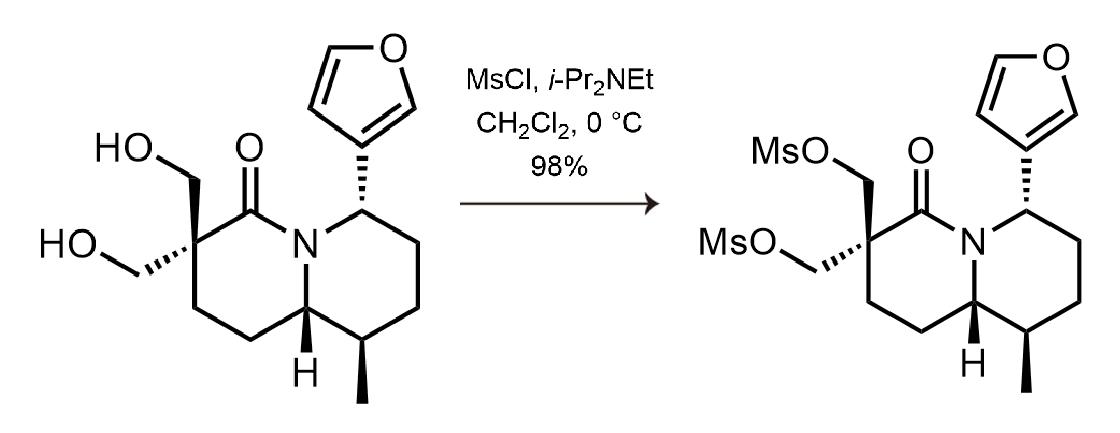 O
MsCl, i-Pr₂NEt
CH₂Cl₂, 0 °C
98%
HO
O
HO
N
H
O
MsO
O
MsO
N
H